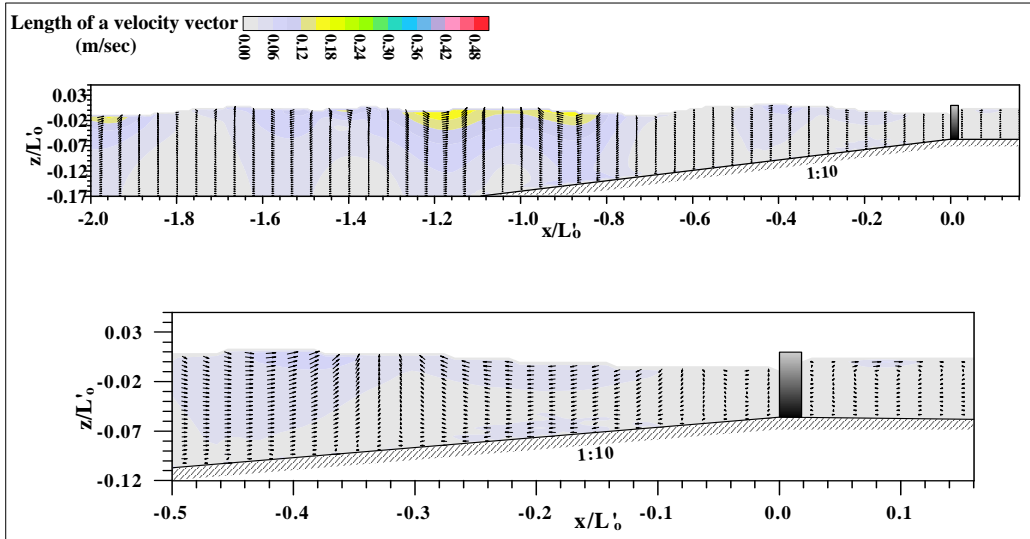 Length of a velocity vector
(m/sec)
0.00 0.06 0.12 0.18 0.24 0.30 0.36 0.42 0.48
z/L'o
0.03
-0.02
-0.07
-0.12
-0.17
1:10
-2.0 -1.8 -1.6 -1.4 -1.2 -1.0 -0.8 -0.6 -0.4 -0.2 0.0
x/L'o
z/L'o
0.03
-0.02
-0.07
-0.12
1:10
-0.5 -0.4 -0.3 -0.2 -0.1 0.0 0.1
x/L'o